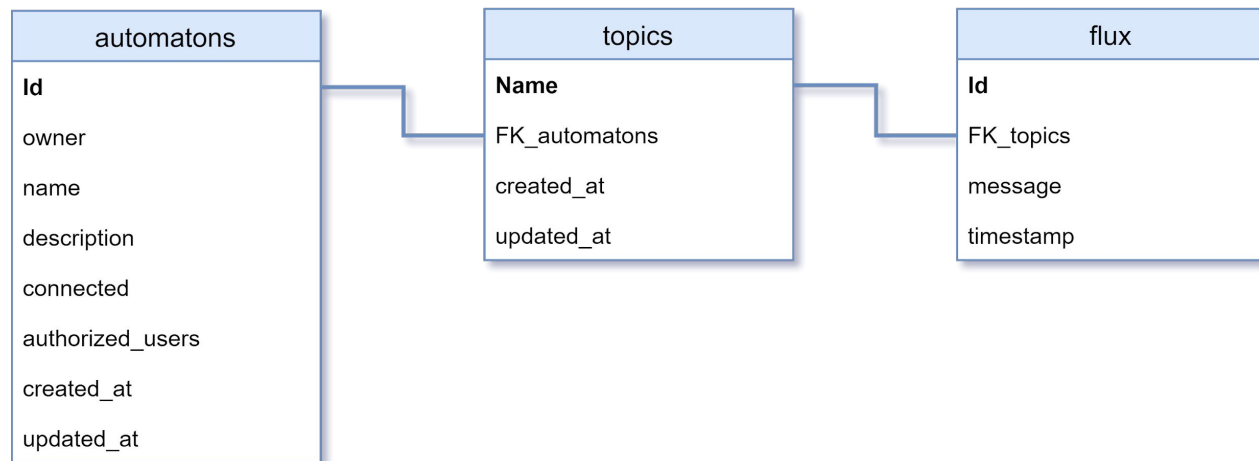 automatons
Id
owner
name
description
connected
authorized_users
created_at
updated_at
topics
Name
FK_automatons
created_at
updated_at
flux
Id
FK_topics
message
timestamp